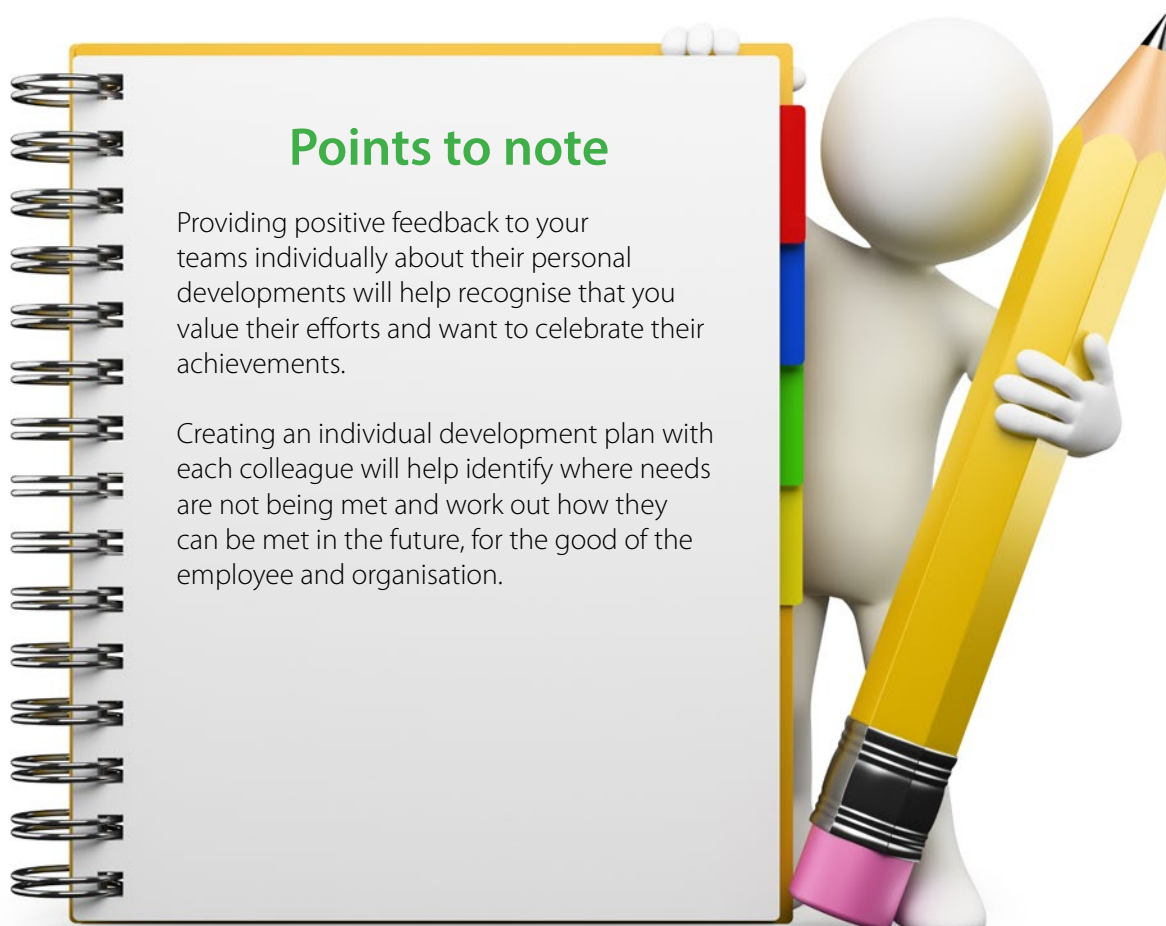 Points to note
Providing positive feedback to your
teams individually about their personal
developments will help recognise that you
value their efforts and want to celebrate their
achievements.
Creating an individual development plan with
each colleague will help identify where needs
are not being met and work out how they
can be met in the future, for the good of the
employee and organisation.